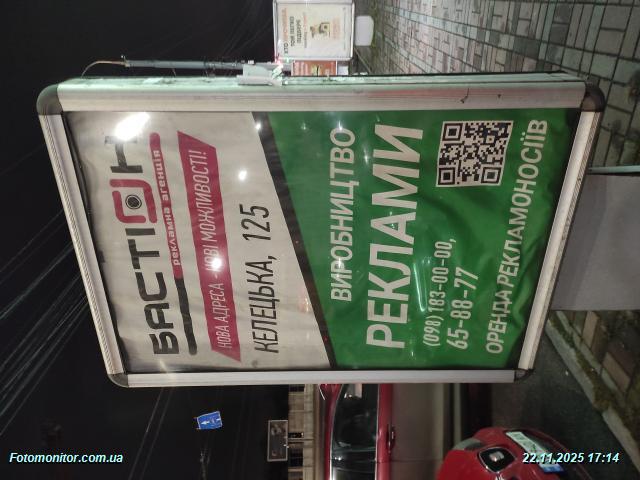 БАСТІОН
рекламна агенція
НОВА АДРЕСА - НОВІ МОЖЛИВОСТІ!
КЕЛЕЦЬКА, 125
ВИРОБНИЦТВО
РЕКЛАМИ
(098) 183-00-00,
65-88-77
ОРЕНДА РЕКЛАМОНОСІЇВ
Fotomonitor.com.ua
22.11.2025 17:14